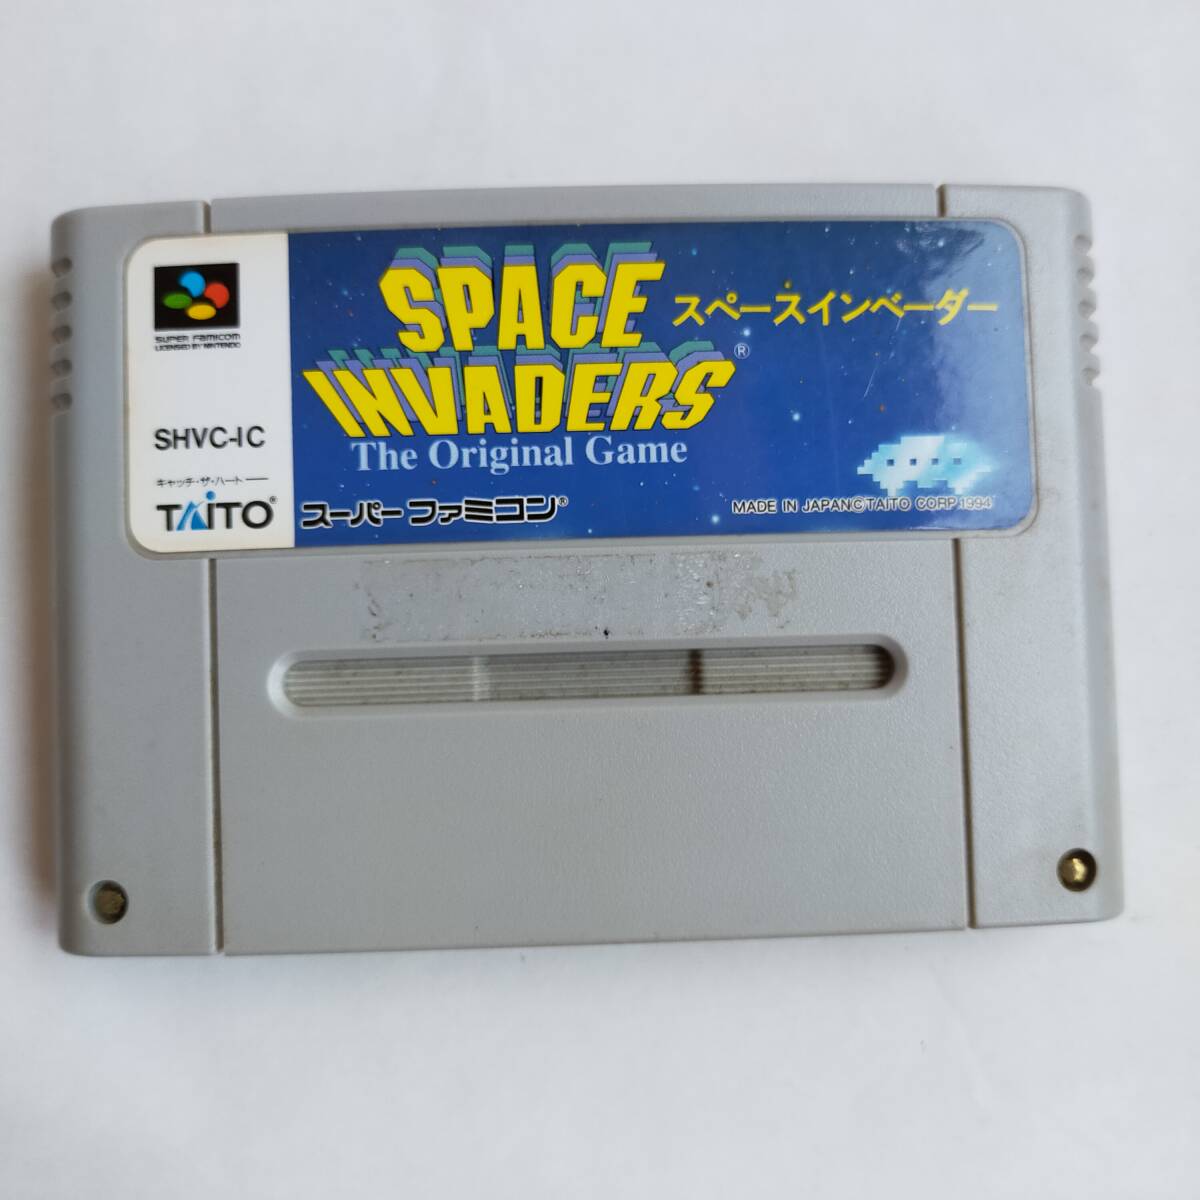 SUPER FAMICOM
LICENSED BY NINTENDO
SHVC-IC
キャッチ・ザ・ハート
TAITO®
SPACE
INVADERS®
The Original Game
スペースインベーダー
スーパーファミコン®
MADE IN JAPAN©TAITO CORP.1994